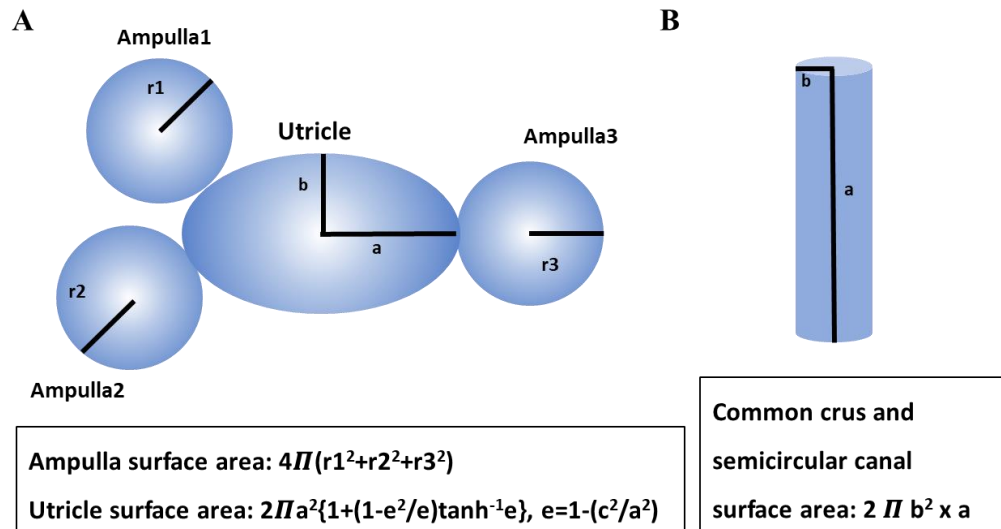 A
B
Ampulla1
r1
Utricle
Ampulla3
b
a
r3
r2
Ampulla2
b
a
Ampulla surface area: 4Π(r1²+r2²+r3²)
Utricle surface area: 2Πa²{1+(1-e²/e)tanh⁻¹e}, e=1-(c²/a²)
Common crus and
semicircular canal
surface area: 2 Π b² x a